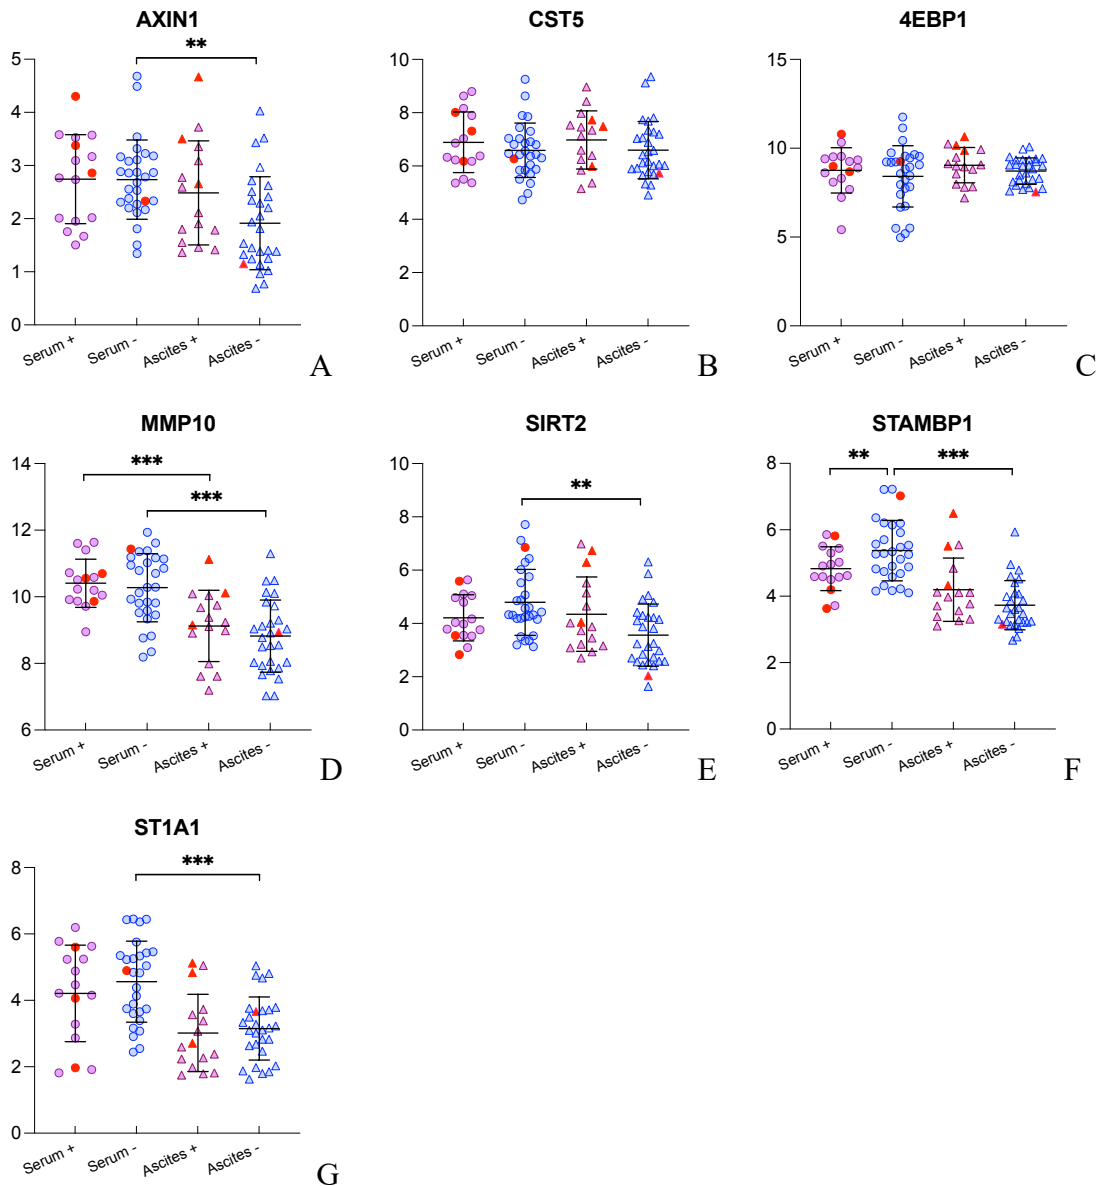 AXIN1
**
5
4
3
2
1
0
Serum +
Serum -
Ascites +
Ascites -
A
CST5
10
8
6
4
2
0
Serum +
Serum -
Ascites +
Ascites -
B
4EBP1
15
10
5
0
Serum +
Serum -
Ascites +
Ascites -
C
MMP10
***
***
14
12
10
8
6
Serum +
Serum -
Ascites +
Ascites -
D
SIRT2
**
10
8
6
4
2
0
Serum +
Serum -
Ascites +
Ascites -
E
STAMBP1
** ***
8
6
4
2
0
Serum +
Serum -
Ascites +
Ascites -
F
ST1A1
***
8
6
4
2
0
Serum +
Serum -
Ascites +
Ascites -
G